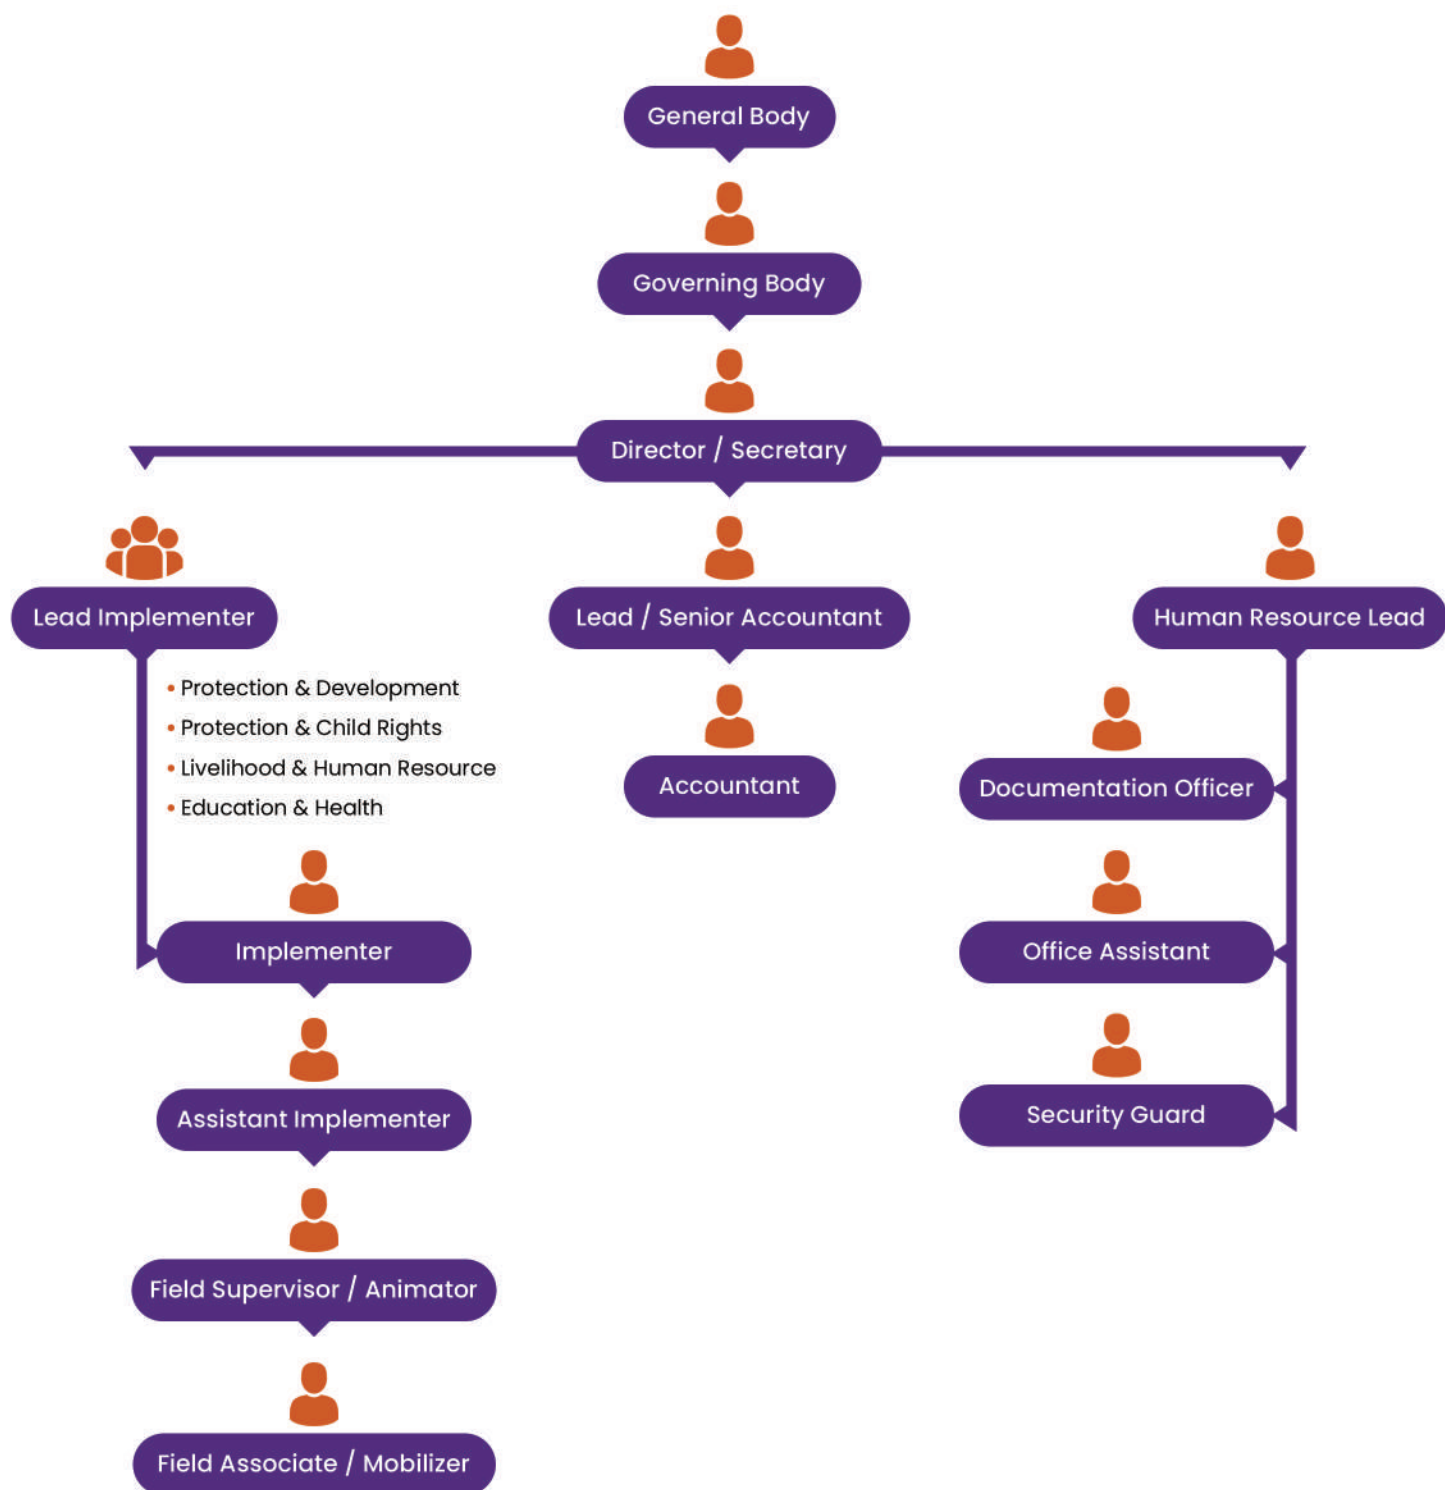 General Body
Governing Body
Director / Secretary
Lead Implementer
Lead / Senior Accountant
Human Resource Lead
• Protection & Development
• Protection & Child Rights
• Livelihood & Human Resource
• Education & Health
Accountant
Documentation Officer
Implementer
Office Assistant
Assistant Implementer
Security Guard
Field Supervisor / Animator
Field Associate / Mobilizer